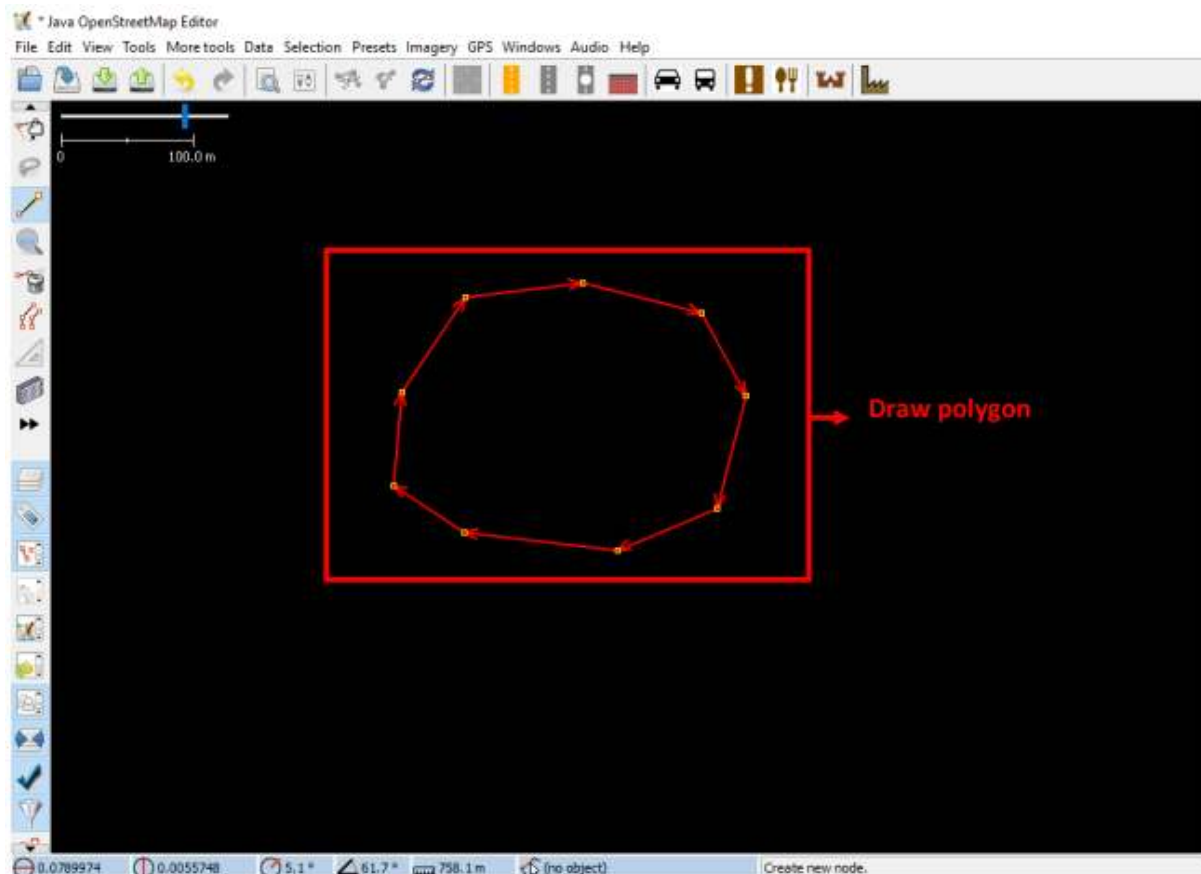 * Java OpenStreetMap Editor
File Edit View Tools More tools Data Selection Presets Imagery GPS Windows Audio Help
0 100.0 m
Draw polygon
0.0789974 0.0055748 5.1 ° 61.7 ° 758.1 m (no object) Create new node.